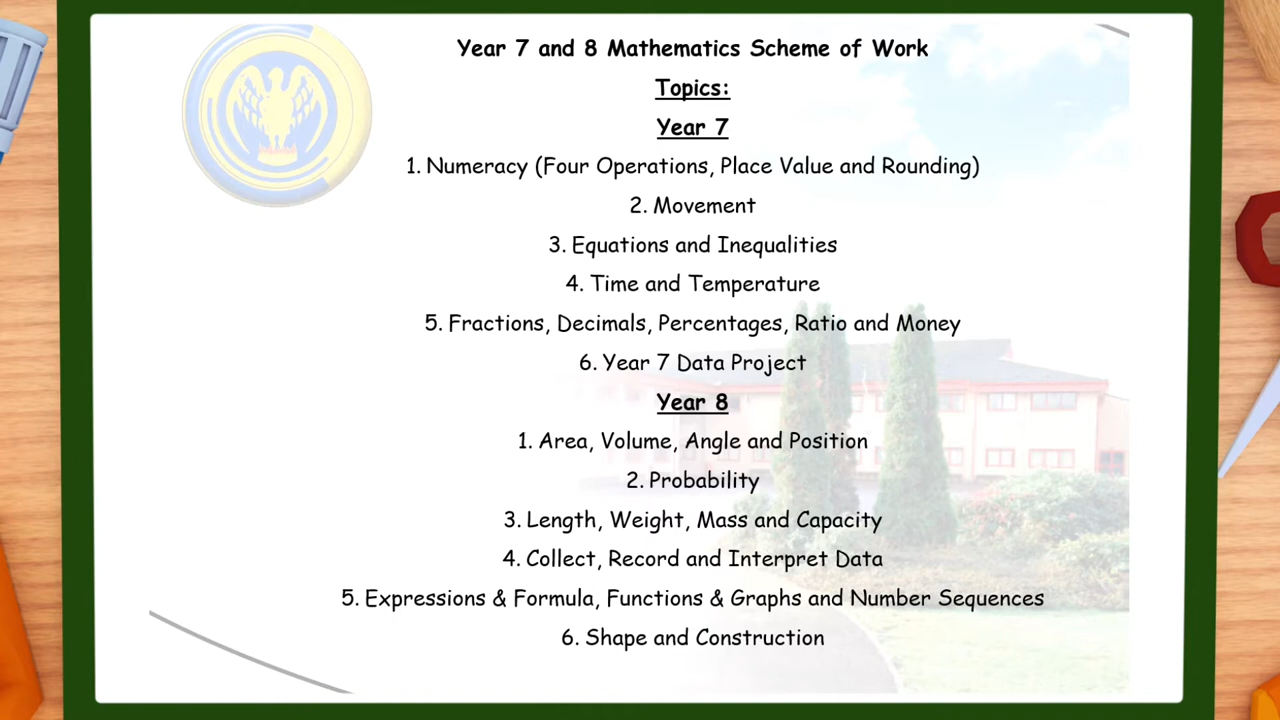 Year 7 and 8 Mathematics Scheme of Work
Topics:
Year 7
1. Numeracy (Four Operations, Place Value and Rounding)
2. Movement
3. Equations and Inequalities
4. Time and Temperature
5. Fractions, Decimals, Percentages, Ratio and Money
6. Year 7 Data Project
Year 8
1. Area, Volume, Angle and Position
2. Probability
3. Length, Weight, Mass and Capacity
4. Collect, Record and Interpret Data
5. Expressions & Formula, Functions & Graphs and Number Sequences
6. Shape and Construction